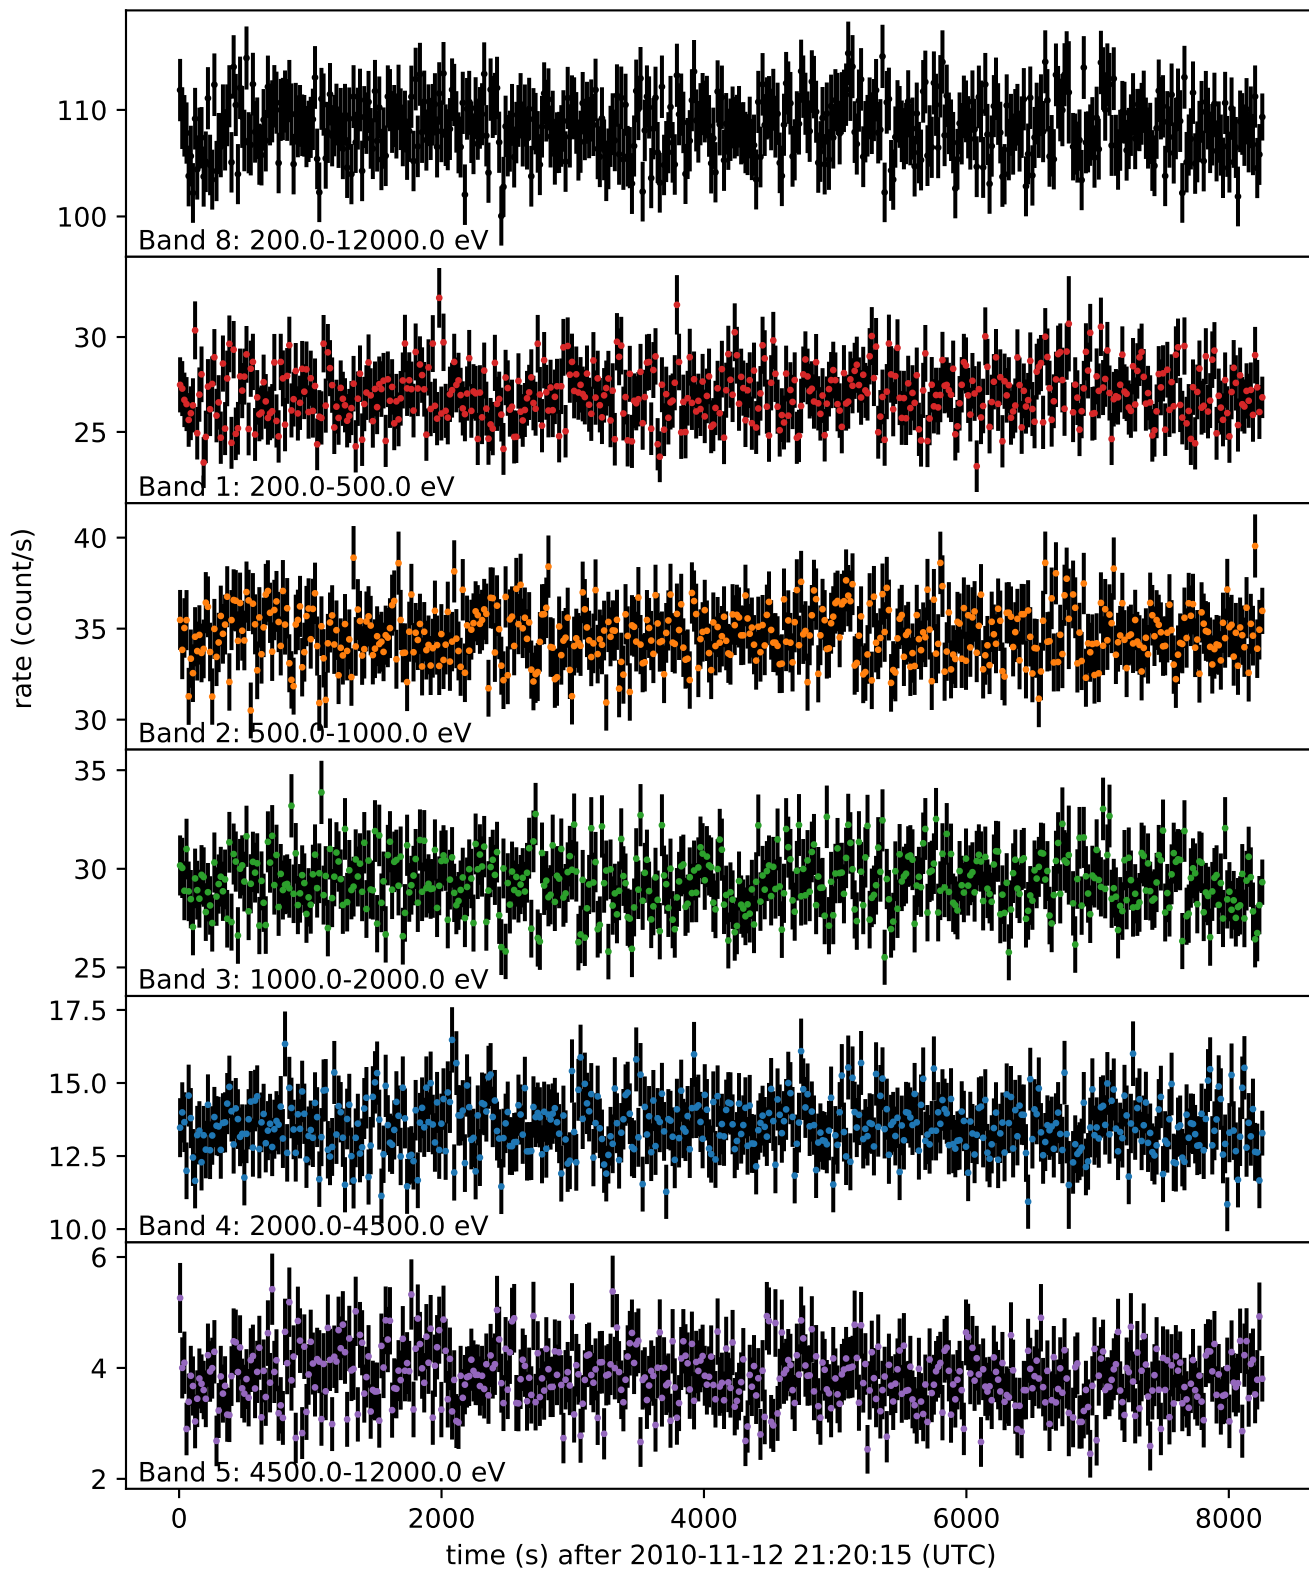 110
100
Band 8: 200.0-12000.0 eV
30
25
Band 1: 200.0-500.0 eV
rate (count/s)
40
35
30
Band 2: 500.0-1000.0 eV
35
30
25
Band 3: 1000.0-2000.0 eV
17.5
15.0
12.5
10.0
Band 4: 2000.0-4500.0 eV
6
4
2
Band 5: 4500.0-12000.0 eV
0 2000 4000 6000 8000
time (s) after 2010-11-12 21:20:15 (UTC)